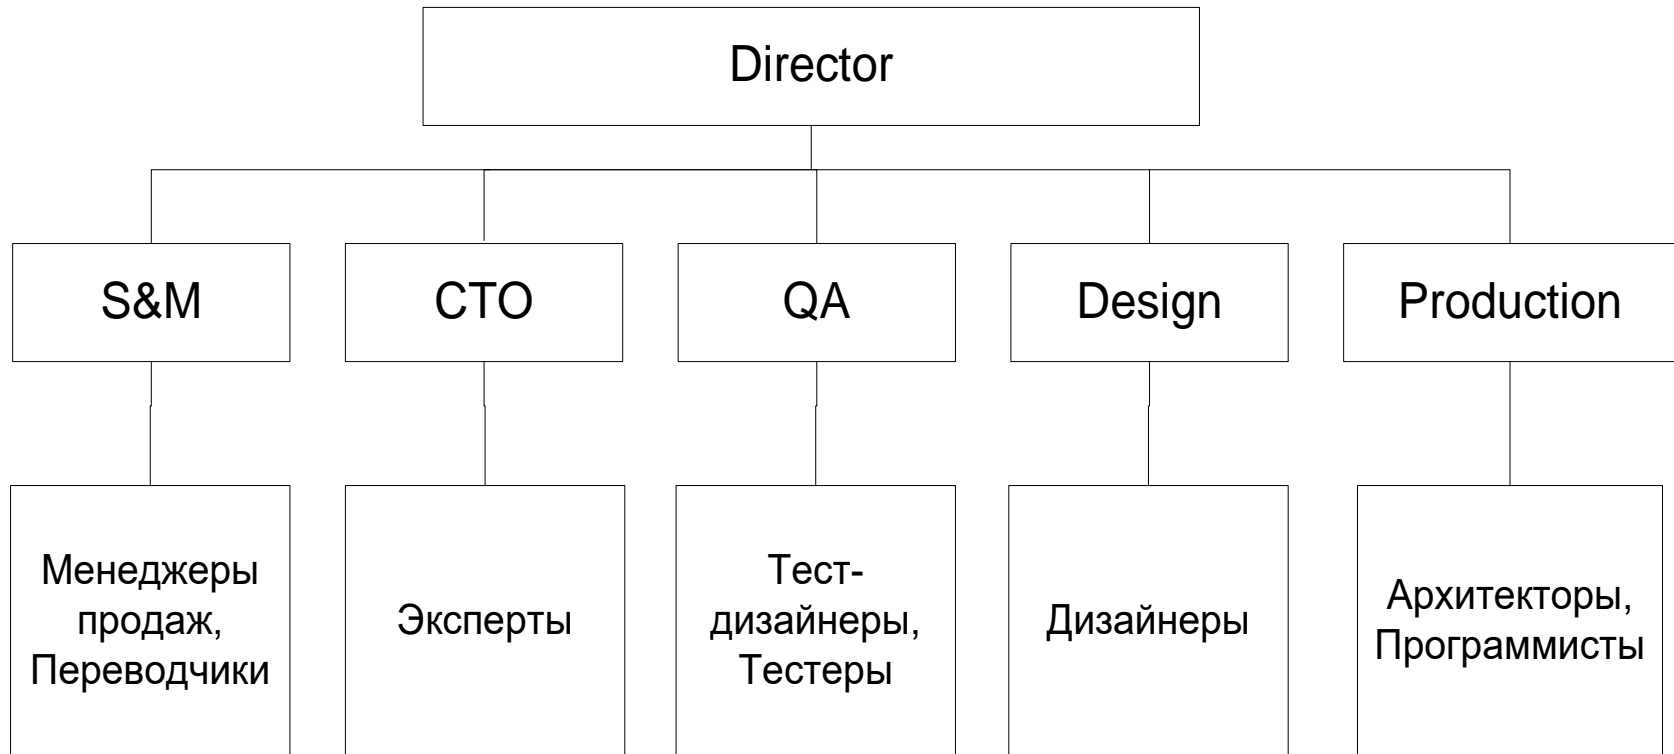 Director
S&M
CTO
QA
Design
Production
Менеджеры
продаж,
Переводчики
Эксперты
Тест-
дизайнеры,
Тестеры
Дизайнеры
Архитекторы,
Программисты